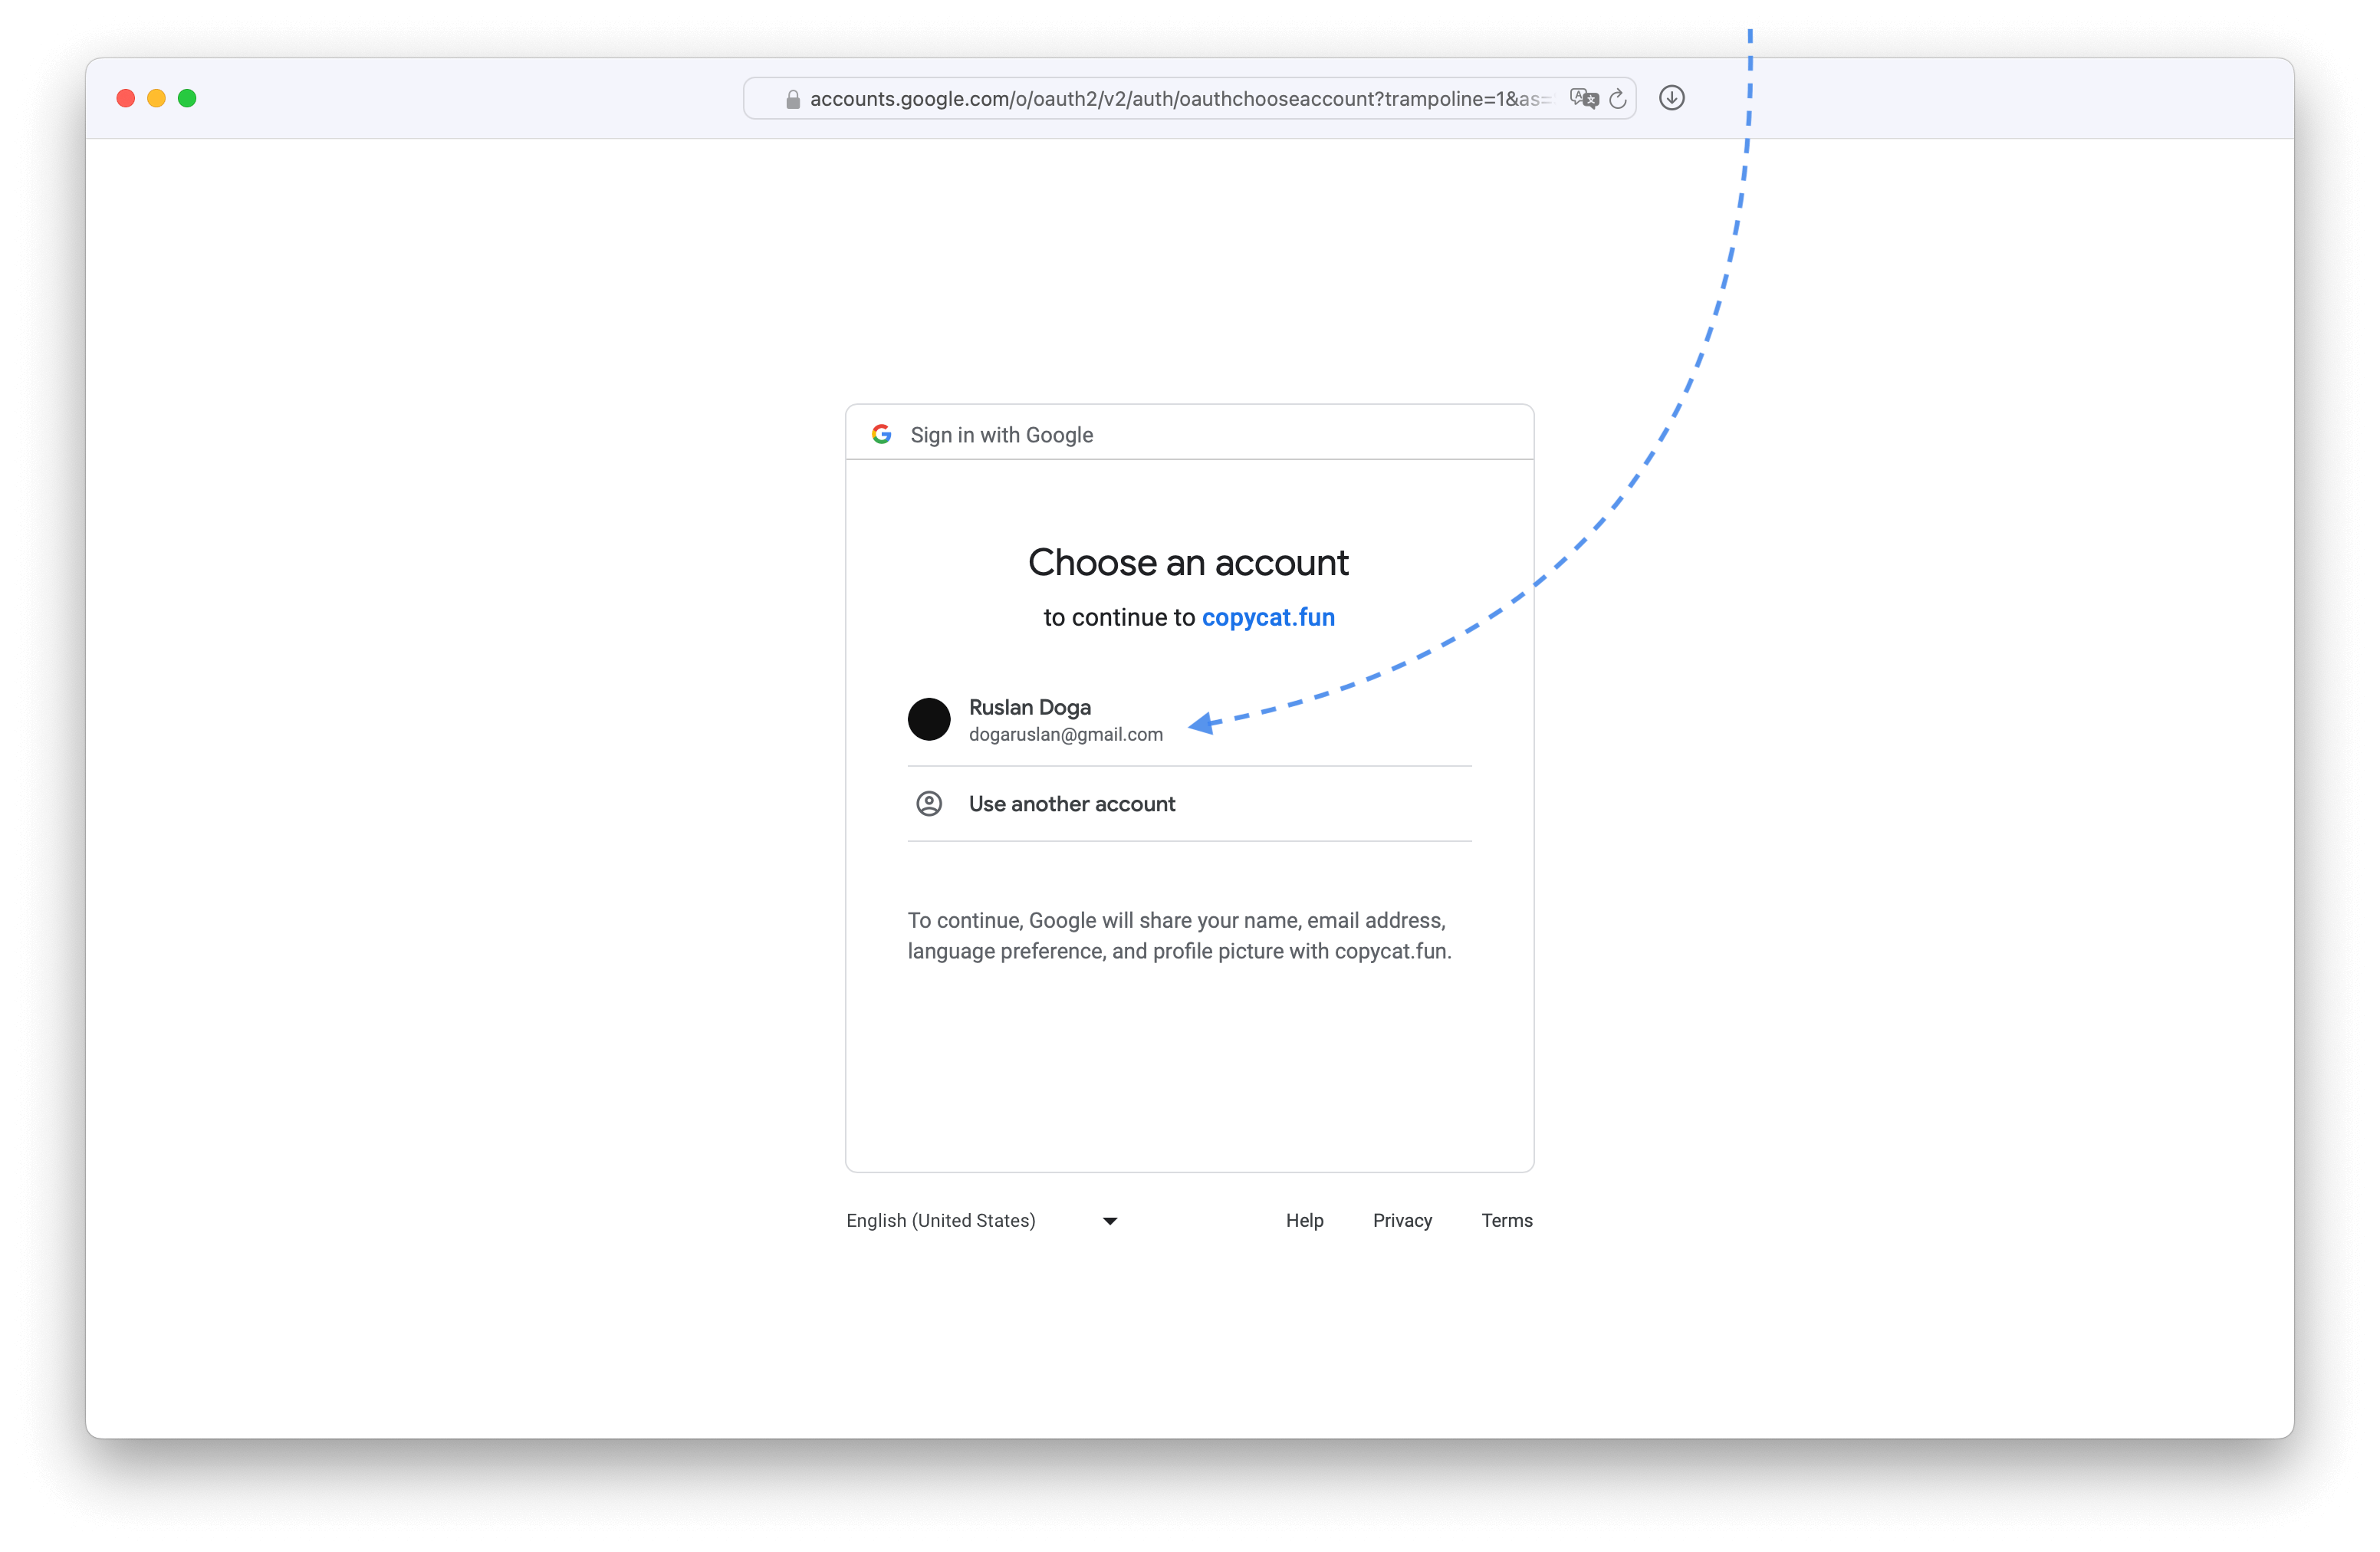 accounts.google.com/o/oauth2/v2/auth/oauthchooseaccount?trampoline=1&as=
Sign in with Google
Choose an account
to continue to copycat.fun
Ruslan Doga
dogaruslan@gmail.com
Use another account
To continue, Google will share your name, email address,
language preference, and profile picture with copycat.fun.
English (United States) Help Privacy Terms